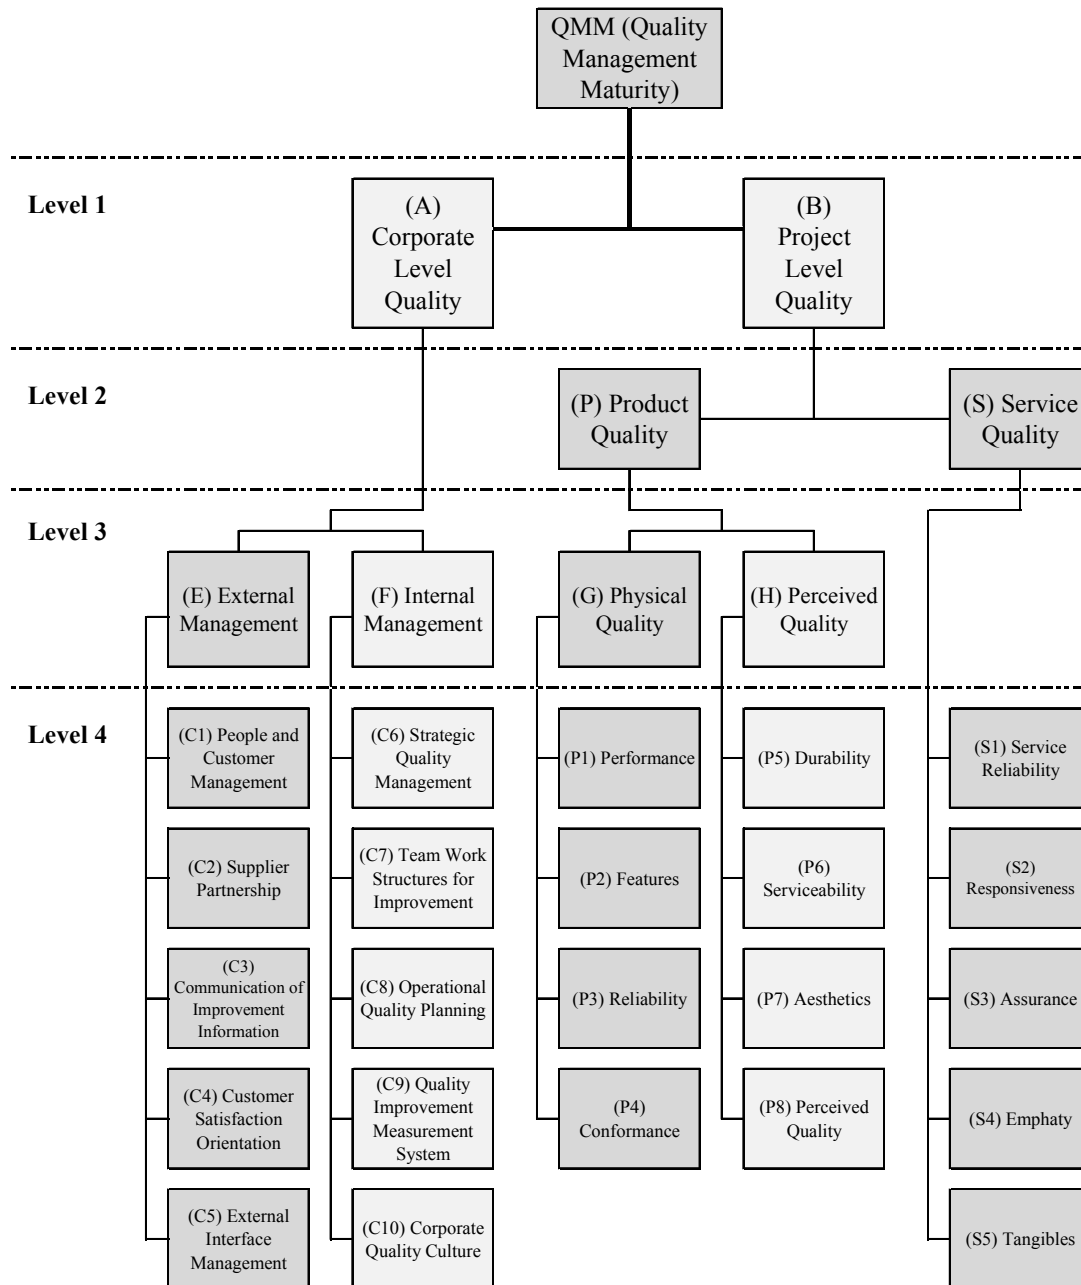 QMM (Quality
Management
Maturity)
Level 1
(A)
Corporate
Level
Quality
(B)
Project
Level
Quality
Level 2
(P) Product
Quality
(S) Service
Quality
Level 3
(E) External
Management
(F) Internal
Management
(G) Physical
Quality
(H) Perceived
Quality
Level 4
(C1) People and
Customer
Management
(C2) Supplier
Partnership
(C3)
Communication of
Improvement
Information
(C4) Customer
Satisfaction
Orientation
(C5) External
Interface
Management
(C6) Strategic
Quality
Management
(C7) Team Work
Structures for
Improvement
(C8) Operational
Quality Planning
(C9) Quality
Improvement
Measurement
System
(C10) Corporate
Quality Culture
(P1) Performance
(P2) Features
(P3) Reliability
(P4)
Conformance
(P5) Durability
(P6)
Serviceability
(P7) Aesthetics
(P8) Perceived
Quality
(S1) Service
Reliability
(S2)
Responsiveness
(S3) Assurance
(S4) Emphaty
(S5) Tangibles